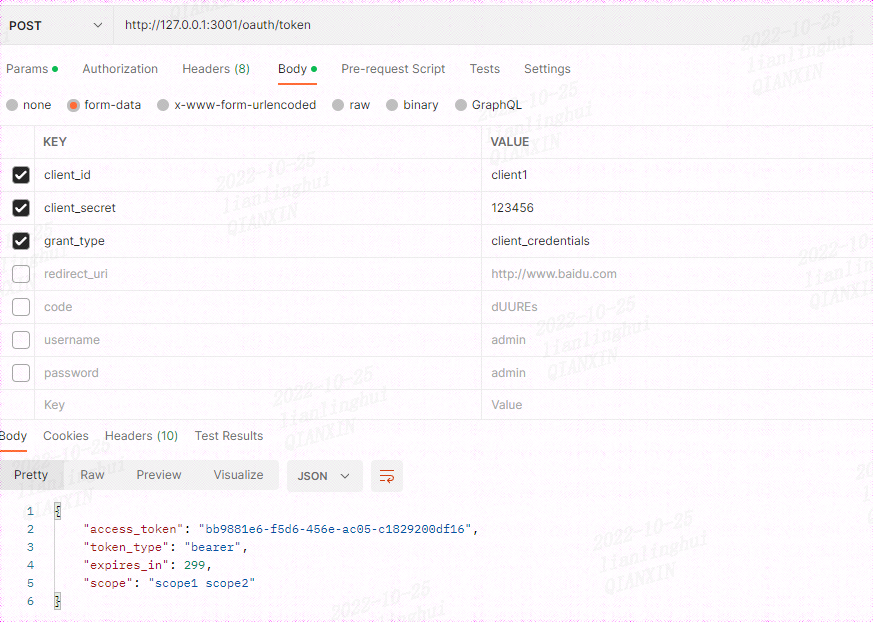 POST http://127.0.0.1:3001/oauth/token
Params Authorization Headers (8) Body Pre-request Script Tests Settings
none form-data x-www-form-urlencoded raw binary GraphQL
KEY VALUE
client_id client1
client_secret 123456
grant_type client_credentials
redirect_uri http://www.baidu.com
code dUUREs
username admin
password admin
Key Value
Body Cookies Headers (10) Test Results
Pretty Raw Preview Visualize JSON
1 {
2 "access_token": "bb9881e6-f5d6-456e-ac05-c1829200df16",
3 "token_type": "bearer",
4 "expires_in": 299,
5 "scope": "scope1 scope2"
6 }
2022-10-25
lianlinghui
QIANXIN